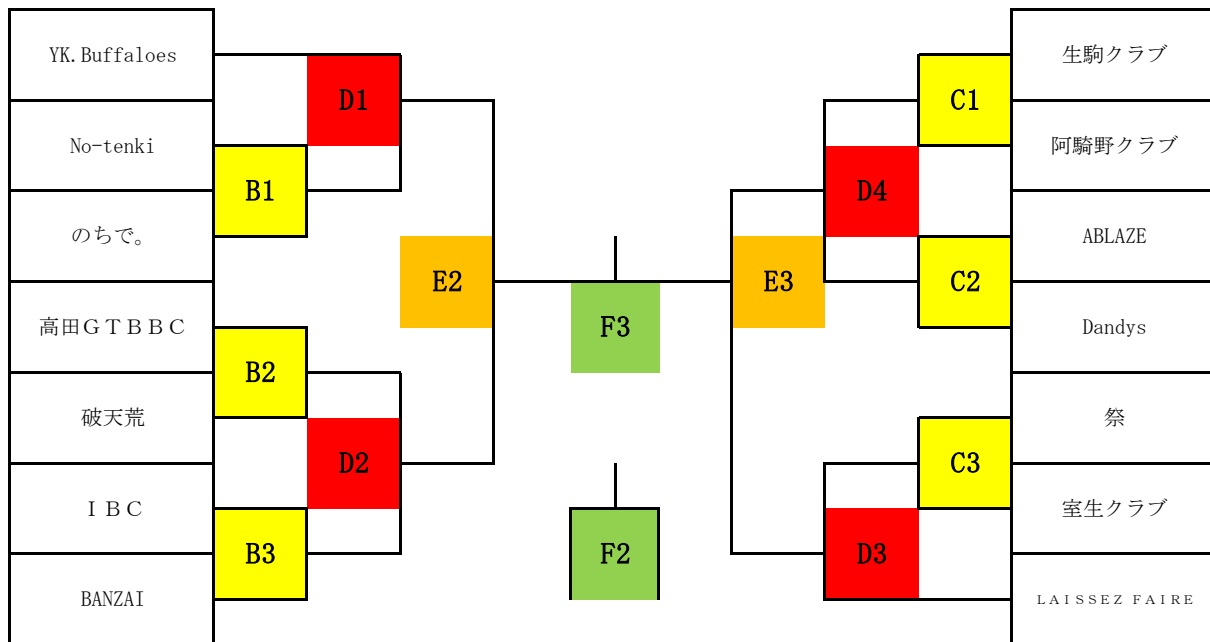 YK.Buffaloes
No-tenki
のちで。
高田ＧＴＢＢＣ
破天荒
ＩＢＣ
BANZAI
B1
B2
B3
D1
D2
E2
F3
F2
E3
D4
D3
C1
C2
C3
生駒クラブ
阿騎野クラブ
ABLAZE
Dandys
祭
室生クラブ
ＬＡＩＳＳＥＺ ＦＡＩＲＥ